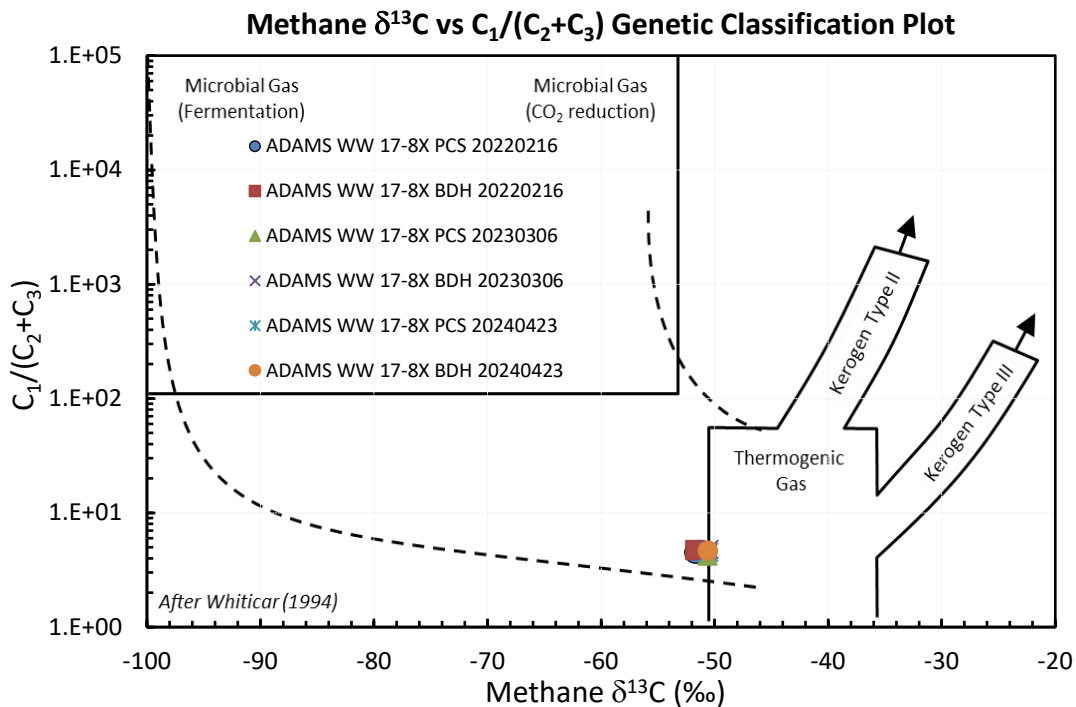 Methane δ¹³C vs C₁/(C₂+C₃) Genetic Classification Plot
C₁/(C₂+C₃)
1.E+05
1.E+04
1.E+03
1.E+02
1.E+01
1.E+00
Microbial Gas
(Fermentation)
Microbial Gas
(CO₂ reduction)
ADAMS WW 17-8X PCS 20220216
ADAMS WW 17-8X BDH 20220216
ADAMS WW 17-8X PCS 20230306
ADAMS WW 17-8X BDH 20230306
ADAMS WW 17-8X PCS 20240423
ADAMS WW 17-8X BDH 20240423
Kerogen Type II
Kerogen Type III
Thermogenic
Gas
After Whiticar (1994)
-100 -90 -80 -70 -60 -50 -40 -30 -20
Methane δ¹³C (‰)